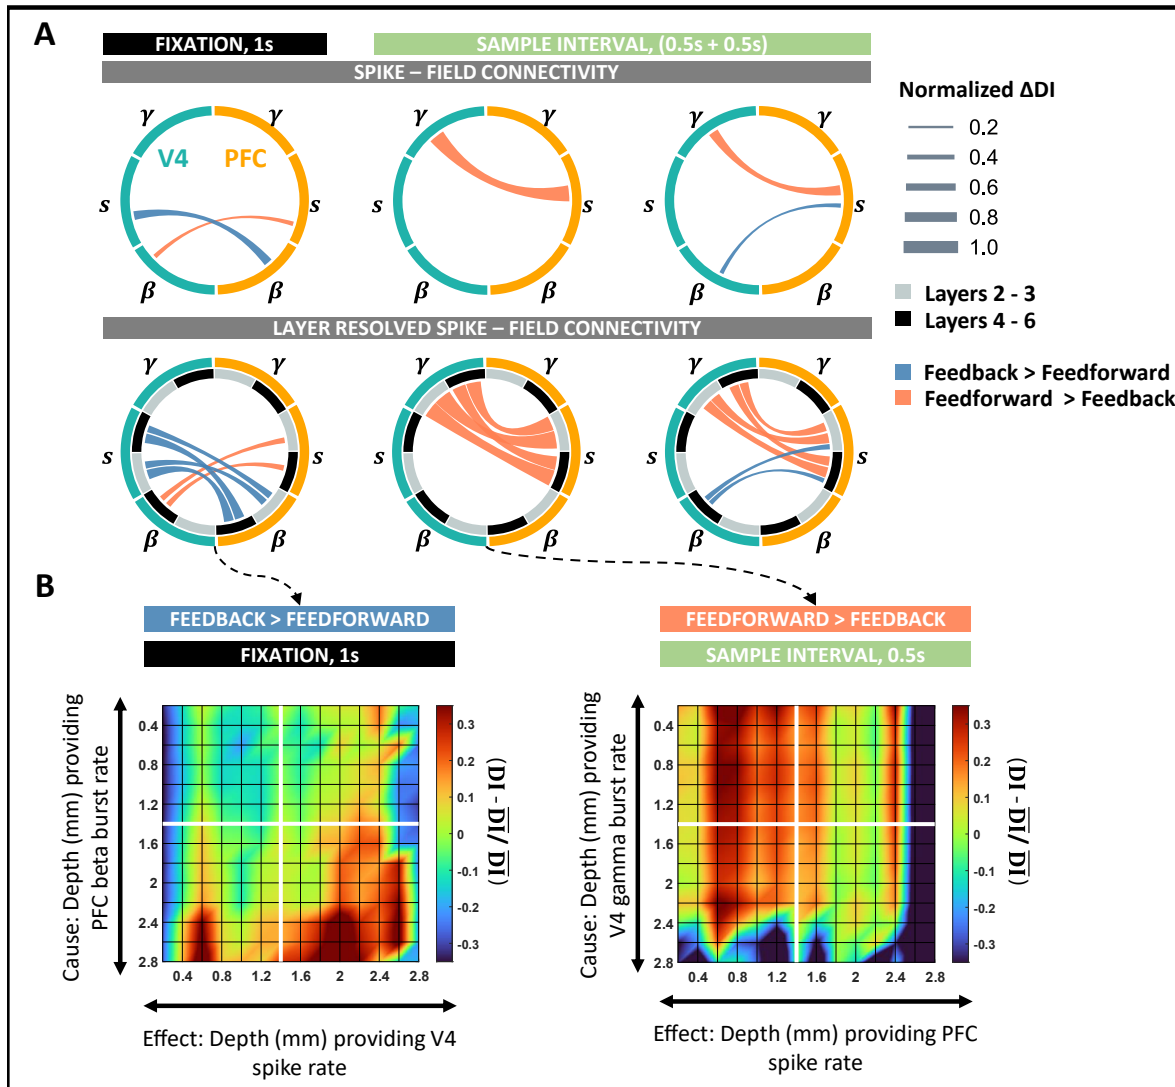 A
FIXATION, 1s
SAMPLE INTERVAL, (0.5s + 0.5s)
SPIKE – FIELD CONNECTIVITY
Normalized ΔDI
0.2
0.4
0.6
0.8
1.0
γ γ γ γ γ γ
V4 PFC
s s s s s s
β β β β β β
Layers 2 - 3
Layers 4 - 6
LAYER RESOLVED SPIKE – FIELD CONNECTIVITY
Feedback > Feedforward
Feedforward > Feedback
γ γ γ γ γ γ
s s s s s s
β β β β β β
B
FEEDBACK > FEEDFORWARD
FIXATION, 1s
Cause: Depth (mm) providing
PFC beta burst rate
0.4
0.8
1.2
1.6
2
2.4
2.8
0.4 0.8 1.2 1.6 2 2.4 2.8
0.3
0.2
0.1
0
-0.1
-0.2
-0.3
(DI - D̅I̅/ D̅I̅)
Effect: Depth (mm) providing V4
spike rate
FEEDFORWARD > FEEDBACK
SAMPLE INTERVAL, 0.5s
Cause: Depth (mm) providing
V4 gamma burst rate
0.4
0.8
1.2
1.6
2
2.4
2.8
0.4 0.8 1.2 1.6 2 2.4 2.8
0.3
0.2
0.1
0
-0.1
-0.2
-0.3
(DI - D̅I̅/ D̅I̅)
Effect: Depth (mm) providing PFC
spike rate